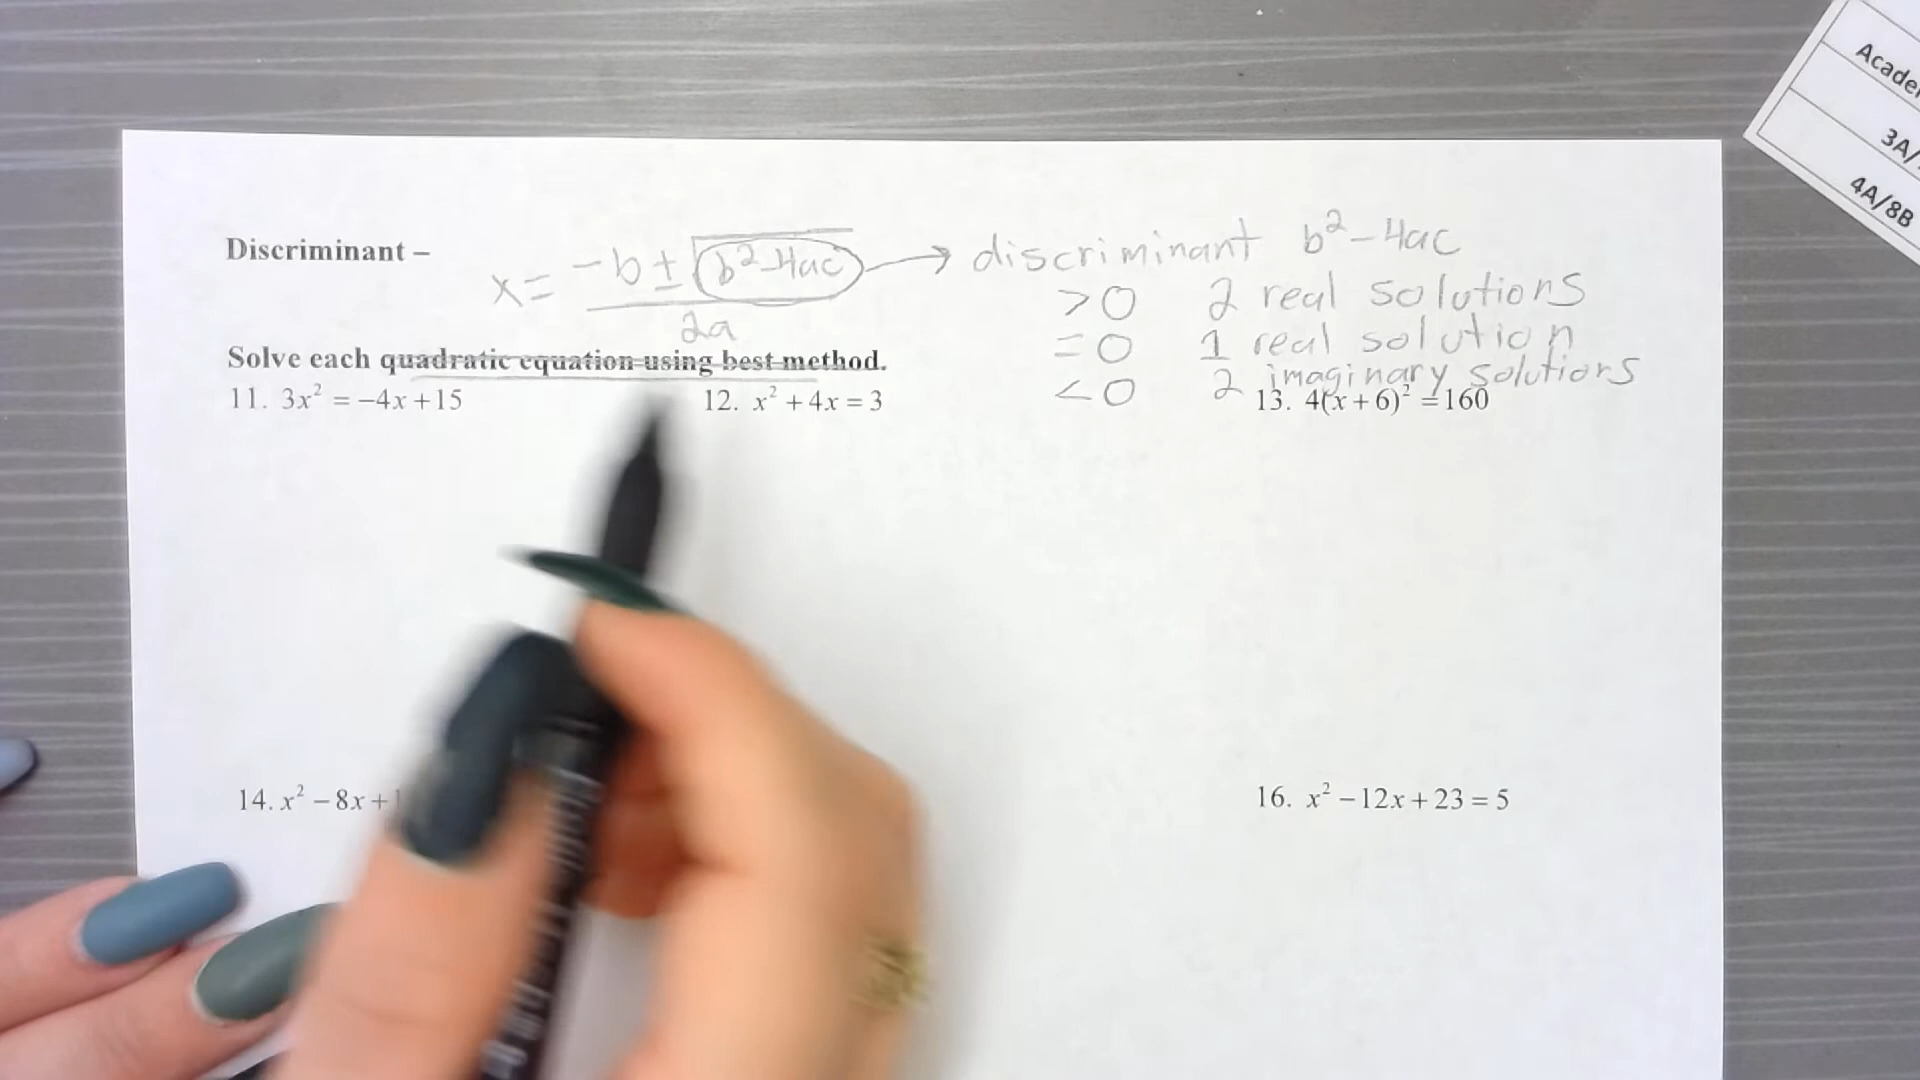 Discriminant –
x = -b ± √b² - 4ac / 2a → discriminant b² - 4ac
> 0 2 real solutions
= 0 1 real solution
< 0 2 imaginary solutions
Solve each quadratic equation using best method.
11. 3x² = −4x + 15
12. x² + 4x = 3
13. 4(x + 6)² = 160
14. x² − 8x +
16. x² − 12x + 23 = 5
3A/
4A/8B